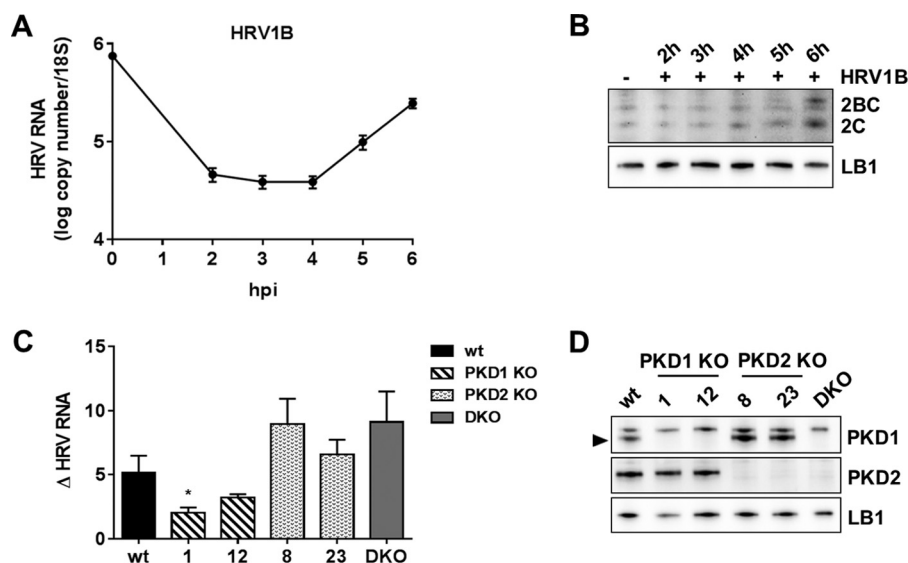 A
HRV1B
HRV RNA
(log copy number/18S)
6
5
4
0 1 2 3 4 5 6
hpi
B
2h 3h 4h 5h 6h
- + + + + + HRV1B
2BC
2C
LB1
C
Δ HRV RNA
15
10
5
0
wt 1 12 8 23 DKO
*
wt
PKD1 KO
PKD2 KO
DKO
D
PKD1 KO PKD2 KO
wt 1 12 8 23 DKO
PKD1
PKD2
LB1